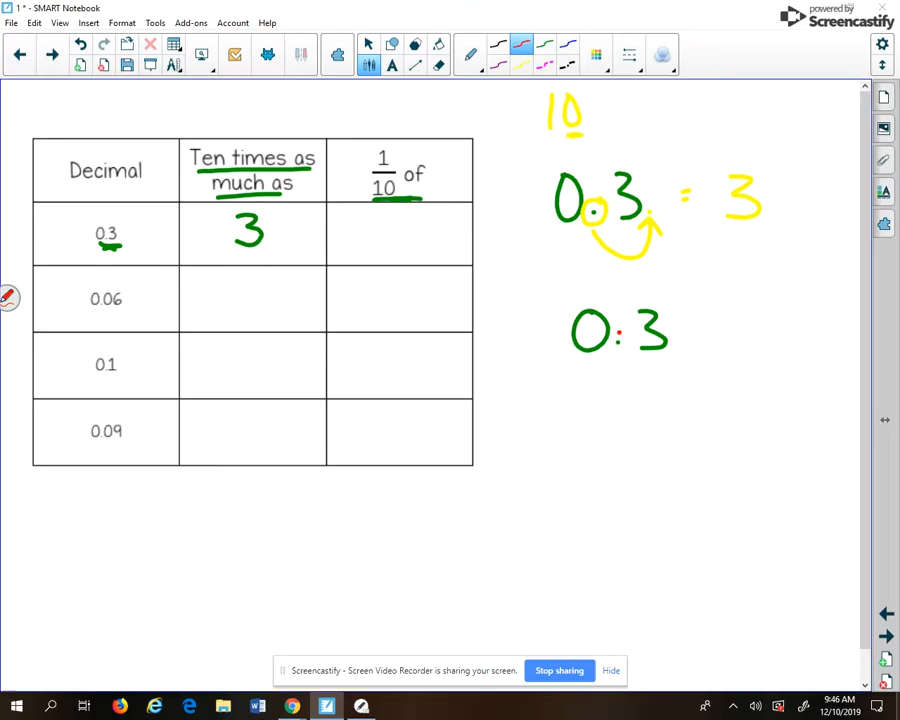 1 * - SMART Notebook
powered by
Screencastify
File Edit View Insert Format Tools Add-ons Account Help
10
Decimal
Ten times as
much as
1
10 of
0.3 = 3
0.3
3
0.06
0.3
0.1
0.09
Screencastify - Screen Video Recorder is sharing your screen.
Stop sharing
Hide
9:46 AM
12/10/2019